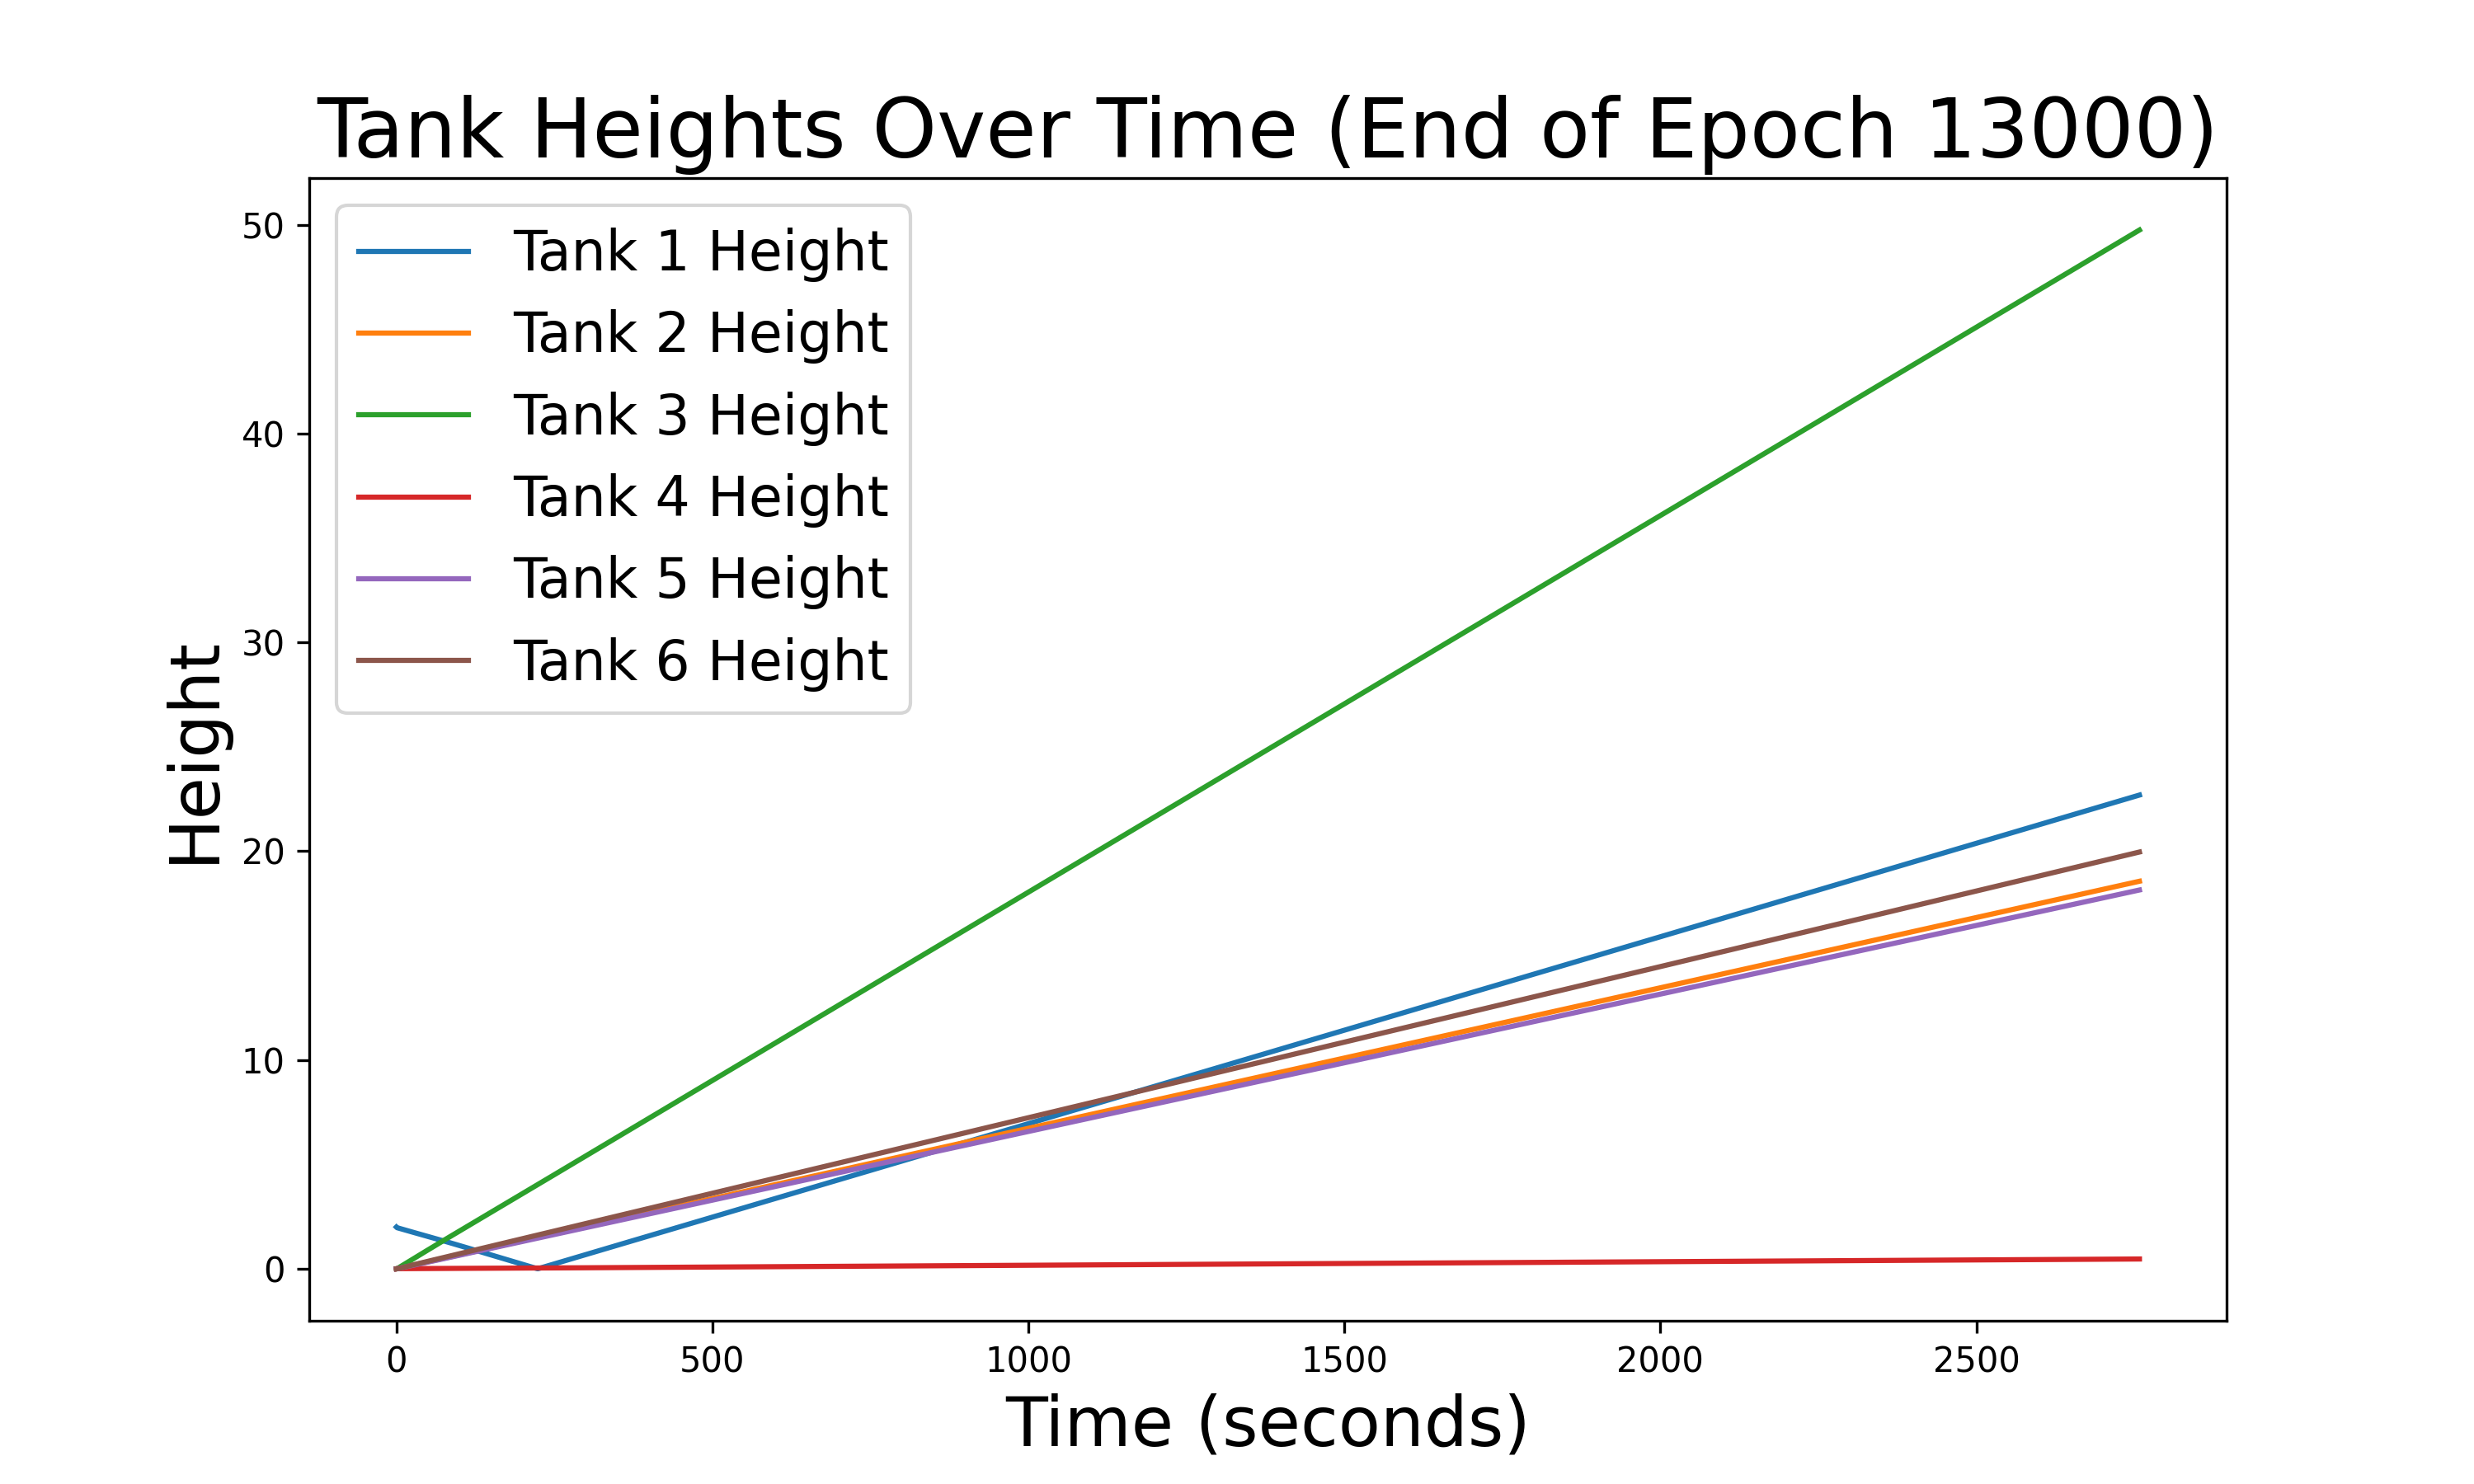 Tank Heights Over Time (End of Epoch 13000)
50
40
30
20
10
0
Height
Tank 1 Height
Tank 2 Height
Tank 3 Height
Tank 4 Height
Tank 5 Height
Tank 6 Height
0 500 1000 1500 2000 2500
Time (seconds)